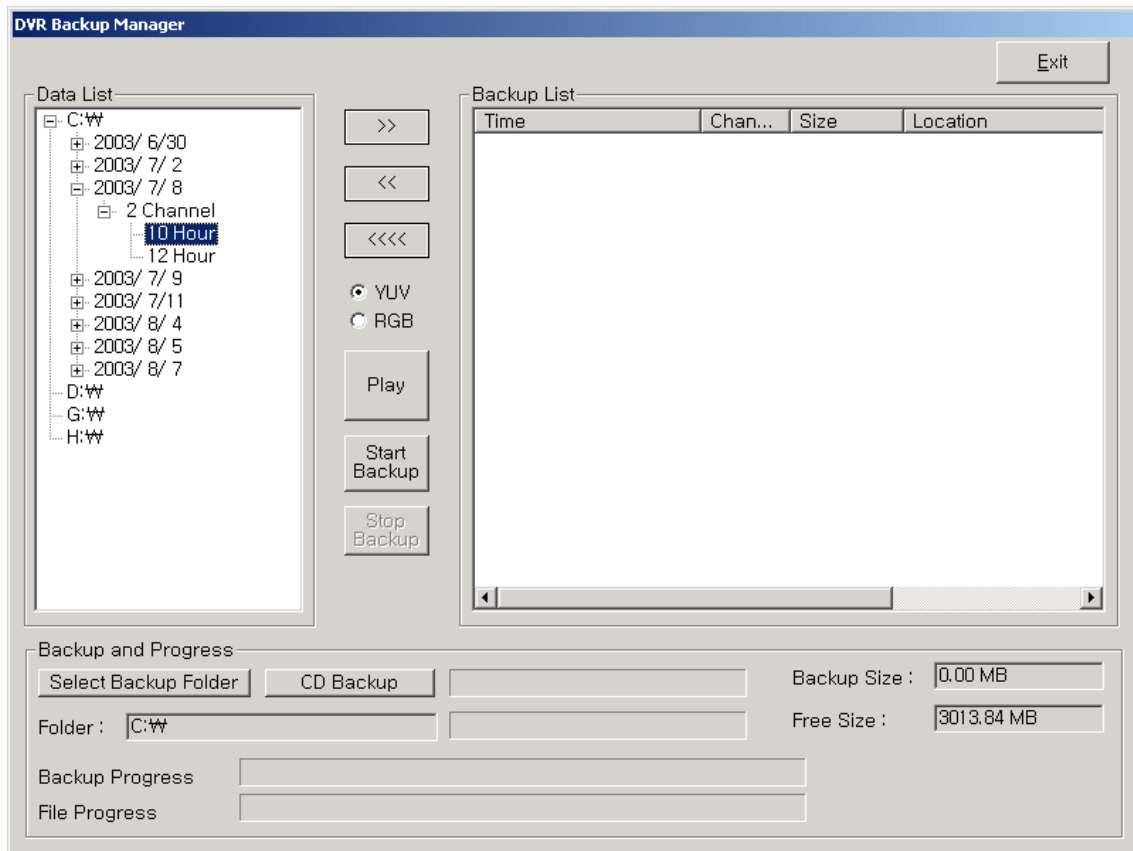 DVR Backup Manager
Exit
Data List
C:₩
2003/ 6/30
2003/ 7/ 2
2003/ 7/ 8
2 Channel
10 Hour
12 Hour
2003/ 7/ 9
2003/ 7/11
2003/ 8/ 4
2003/ 8/ 5
2003/ 8/ 7
D:₩
G:₩
H:₩
>>
<<
<<<<
YUV
RGB
Play
Start
Backup
Stop
Backup
Backup List
Time Chan... Size Location
Backup and Progress
Select Backup Folder CD Backup
Backup Size : 0.00 MB
Folder : C:₩
Free Size : 3013.84 MB
Backup Progress
File Progress